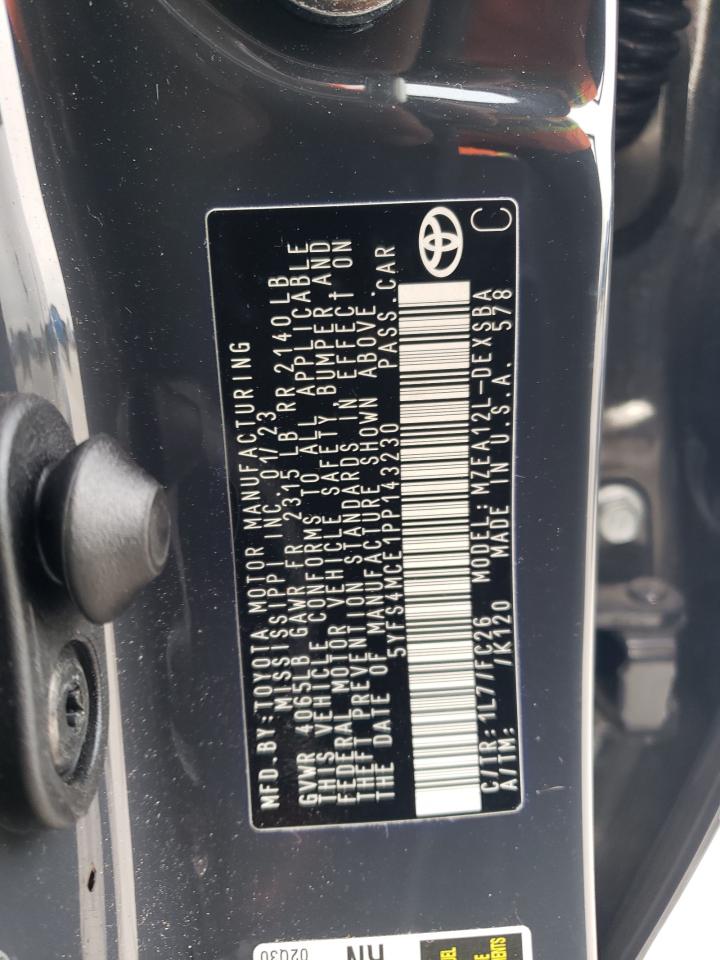 MFD.BY:TOYOTA MOTOR MANUFACTURING
MISSISSIPPI INC. 01/23
GVWR 4065LB GAWR FR 2315 LB RR 2140LB
THIS VEHICLE CONFORMS TO ALL APPLICABLE
FEDERAL MOTOR VEHICLE SAFETY, BUMPER AND
THEFT PREVENTION STANDARDS IN EFFECT ON
THE DATE OF MANUFACTURE SHOWN ABOVE.
5YFS4MCE1PP143230 PASS.CAR
C/TR:1L7/FC26 MODEL:MZEA12L-DEXSBA
A/TM: /K120 MADE IN U.S.A. 578
C
02Q30